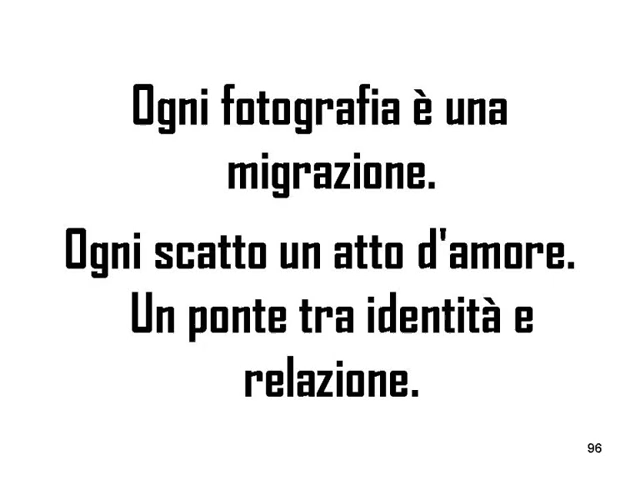 Ogni fotografia è una
migrazione.
Ogni scatto un atto d'amore.
Un ponte tra identità e
relazione.
96